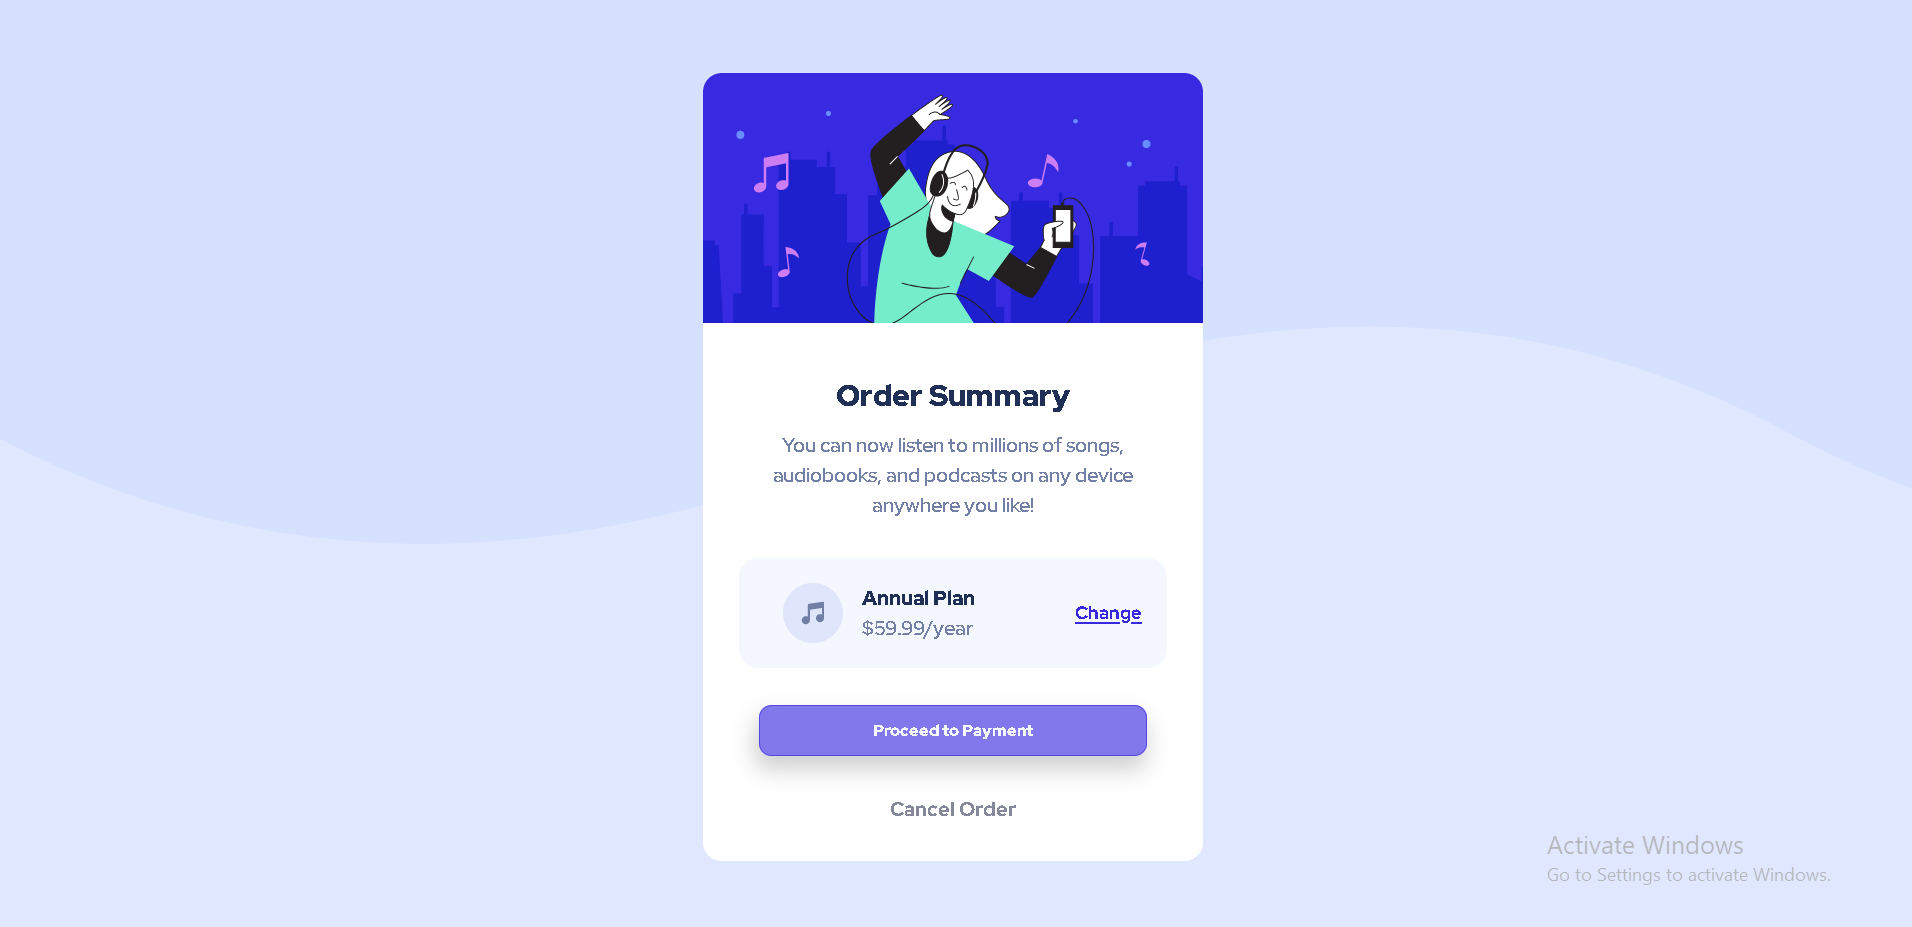 Order Summary
You can now listen to millions of songs,
audiobooks, and podcasts on any device
anywhere you like!
Annual Plan
$59.99/year
Change
Proceed to Payment
Cancel Order
Activate Windows
Go to Settings to activate Windows.